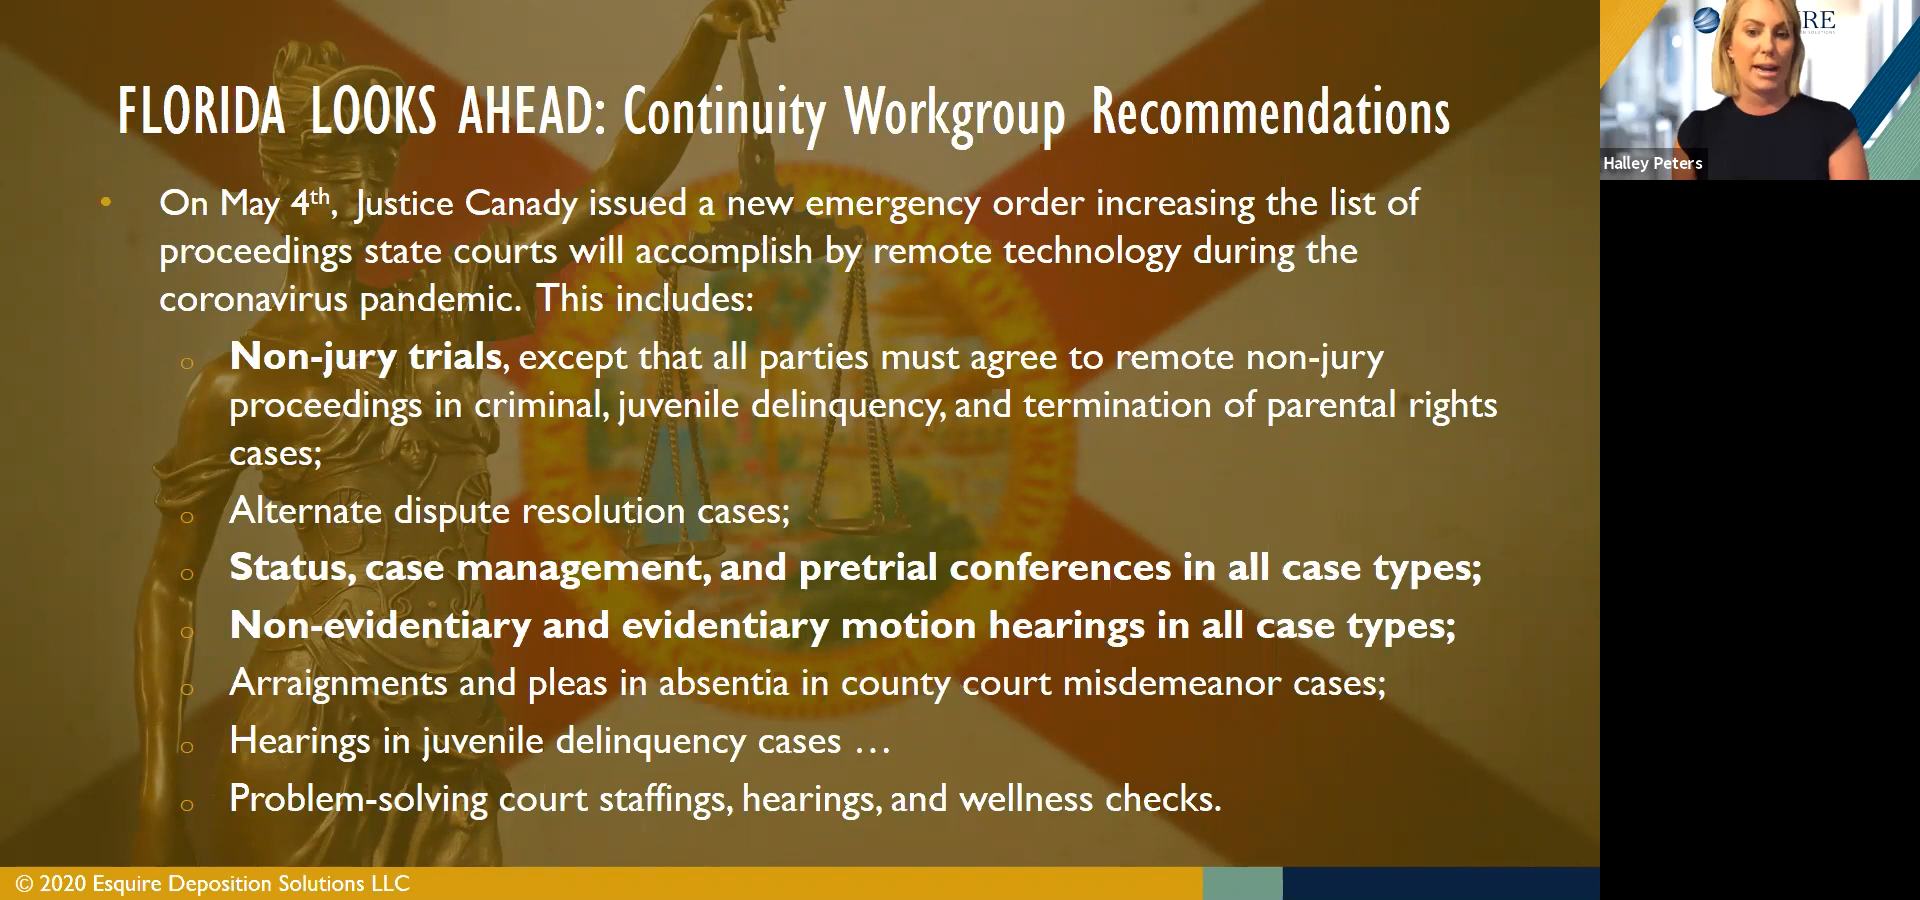 FLORIDA LOOKS AHEAD: Continuity Workgroup Recommendations
• On May 4th, Justice Canady issued a new emergency order increasing the list of
proceedings state courts will accomplish by remote technology during the
coronavirus pandemic. This includes:
o Non-jury trials, except that all parties must agree to remote non-jury
proceedings in criminal, juvenile delinquency, and termination of parental rights
cases;
o Alternate dispute resolution cases;
o Status, case management, and pretrial conferences in all case types;
o Non-evidentiary and evidentiary motion hearings in all case types;
o Arraignments and pleas in absentia in county court misdemeanor cases;
o Hearings in juvenile delinquency cases …
o Problem-solving court staffings, hearings, and wellness checks.
© 2020 Esquire Deposition Solutions LLC
RE
Halley Peters